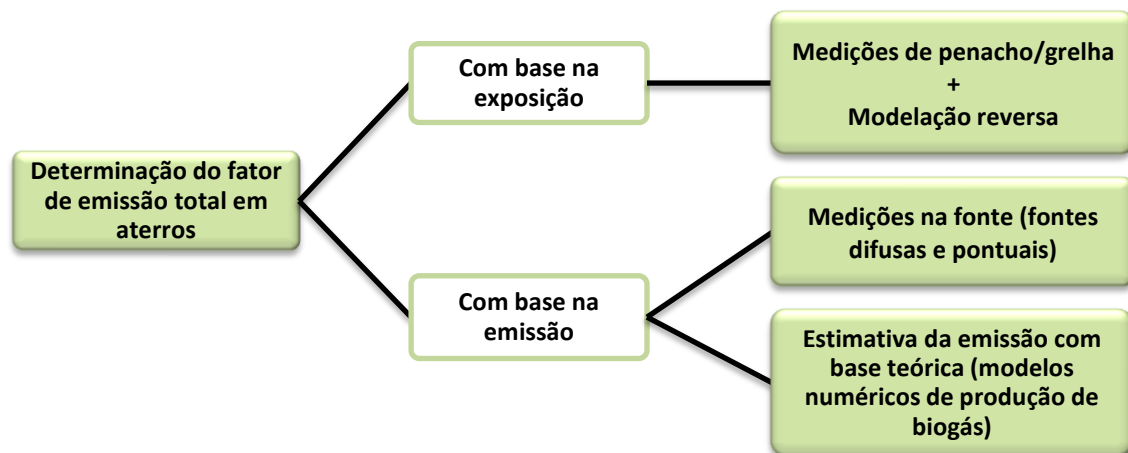 Determinação do fator
de emissão total em
aterros
Com base na
exposição
Medições de penacho/grelha
+
Modelação reversa
Com base na
emissão
Medições na fonte (fontes
difusas e pontuais)
Estimativa da emissão com
base teórica (modelos
numéricos de produção de
biogás)